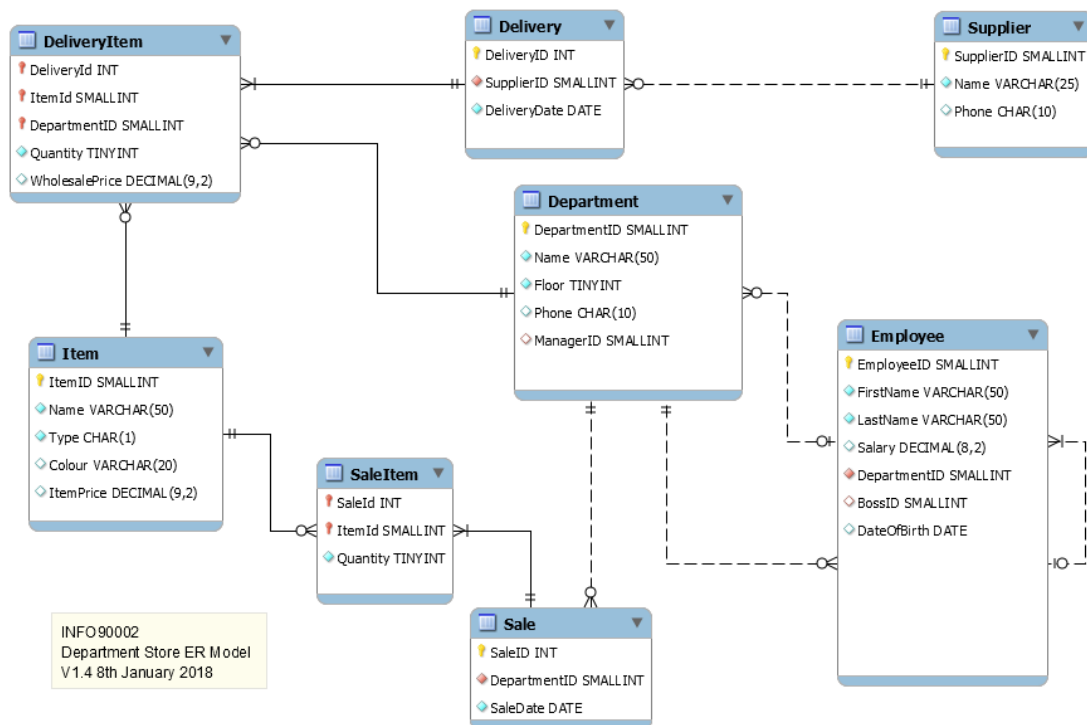 DeliveryItem
DeliveryId INT
ItemId SMALLINT
DepartmentID SMALLINT
Quantity TINYINT
WholesalePrice DECIMAL(9,2)
Delivery
DeliveryID INT
SupplierID SMALLINT
DeliveryDate DATE
Supplier
SupplierID SMALLINT
Name VARCHAR(25)
Phone CHAR(10)
Department
DepartmentID SMALLINT
Name VARCHAR(50)
Floor TINYINT
Phone CHAR(10)
ManagerID SMALLINT
Item
ItemID SMALLINT
Name VARCHAR(50)
Type CHAR(1)
Colour VARCHAR(20)
ItemPrice DECIMAL(9,2)
Employee
EmployeeID SMALLINT
FirstName VARCHAR(50)
LastName VARCHAR(50)
Salary DECIMAL(8,2)
DepartmentID SMALLINT
BossID SMALLINT
DateOfBirth DATE
SaleItem
SaleId INT
ItemId SMALLINT
Quantity TINYINT
Sale
SaleID INT
DepartmentID SMALLINT
SaleDate DATE
INFO90002
Department Store ER Model
V1.4 8th January 2018